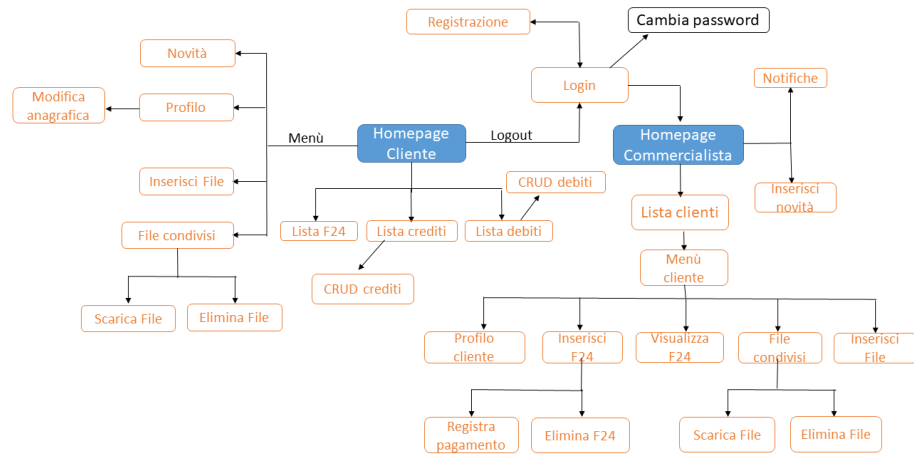 Registrazione
Cambia password
Novità
Login
Notifiche
Modifica
anagrafica
Profilo
Menù
Homepage
Cliente
Logout
Homepage
Commercialista
Inserisci File
CRUD debiti
Inserisci
novità
Lista clienti
File condivisi
Lista F24
Lista crediti
Lista debiti
Menù
cliente
CRUD crediti
Scarica File
Elimina File
Profilo
cliente
Inserisci
F24
Visualizza
F24
File
condivisi
Inserisci File
Registra
pagamento
Elimina F24
Scarica File
Elimina File